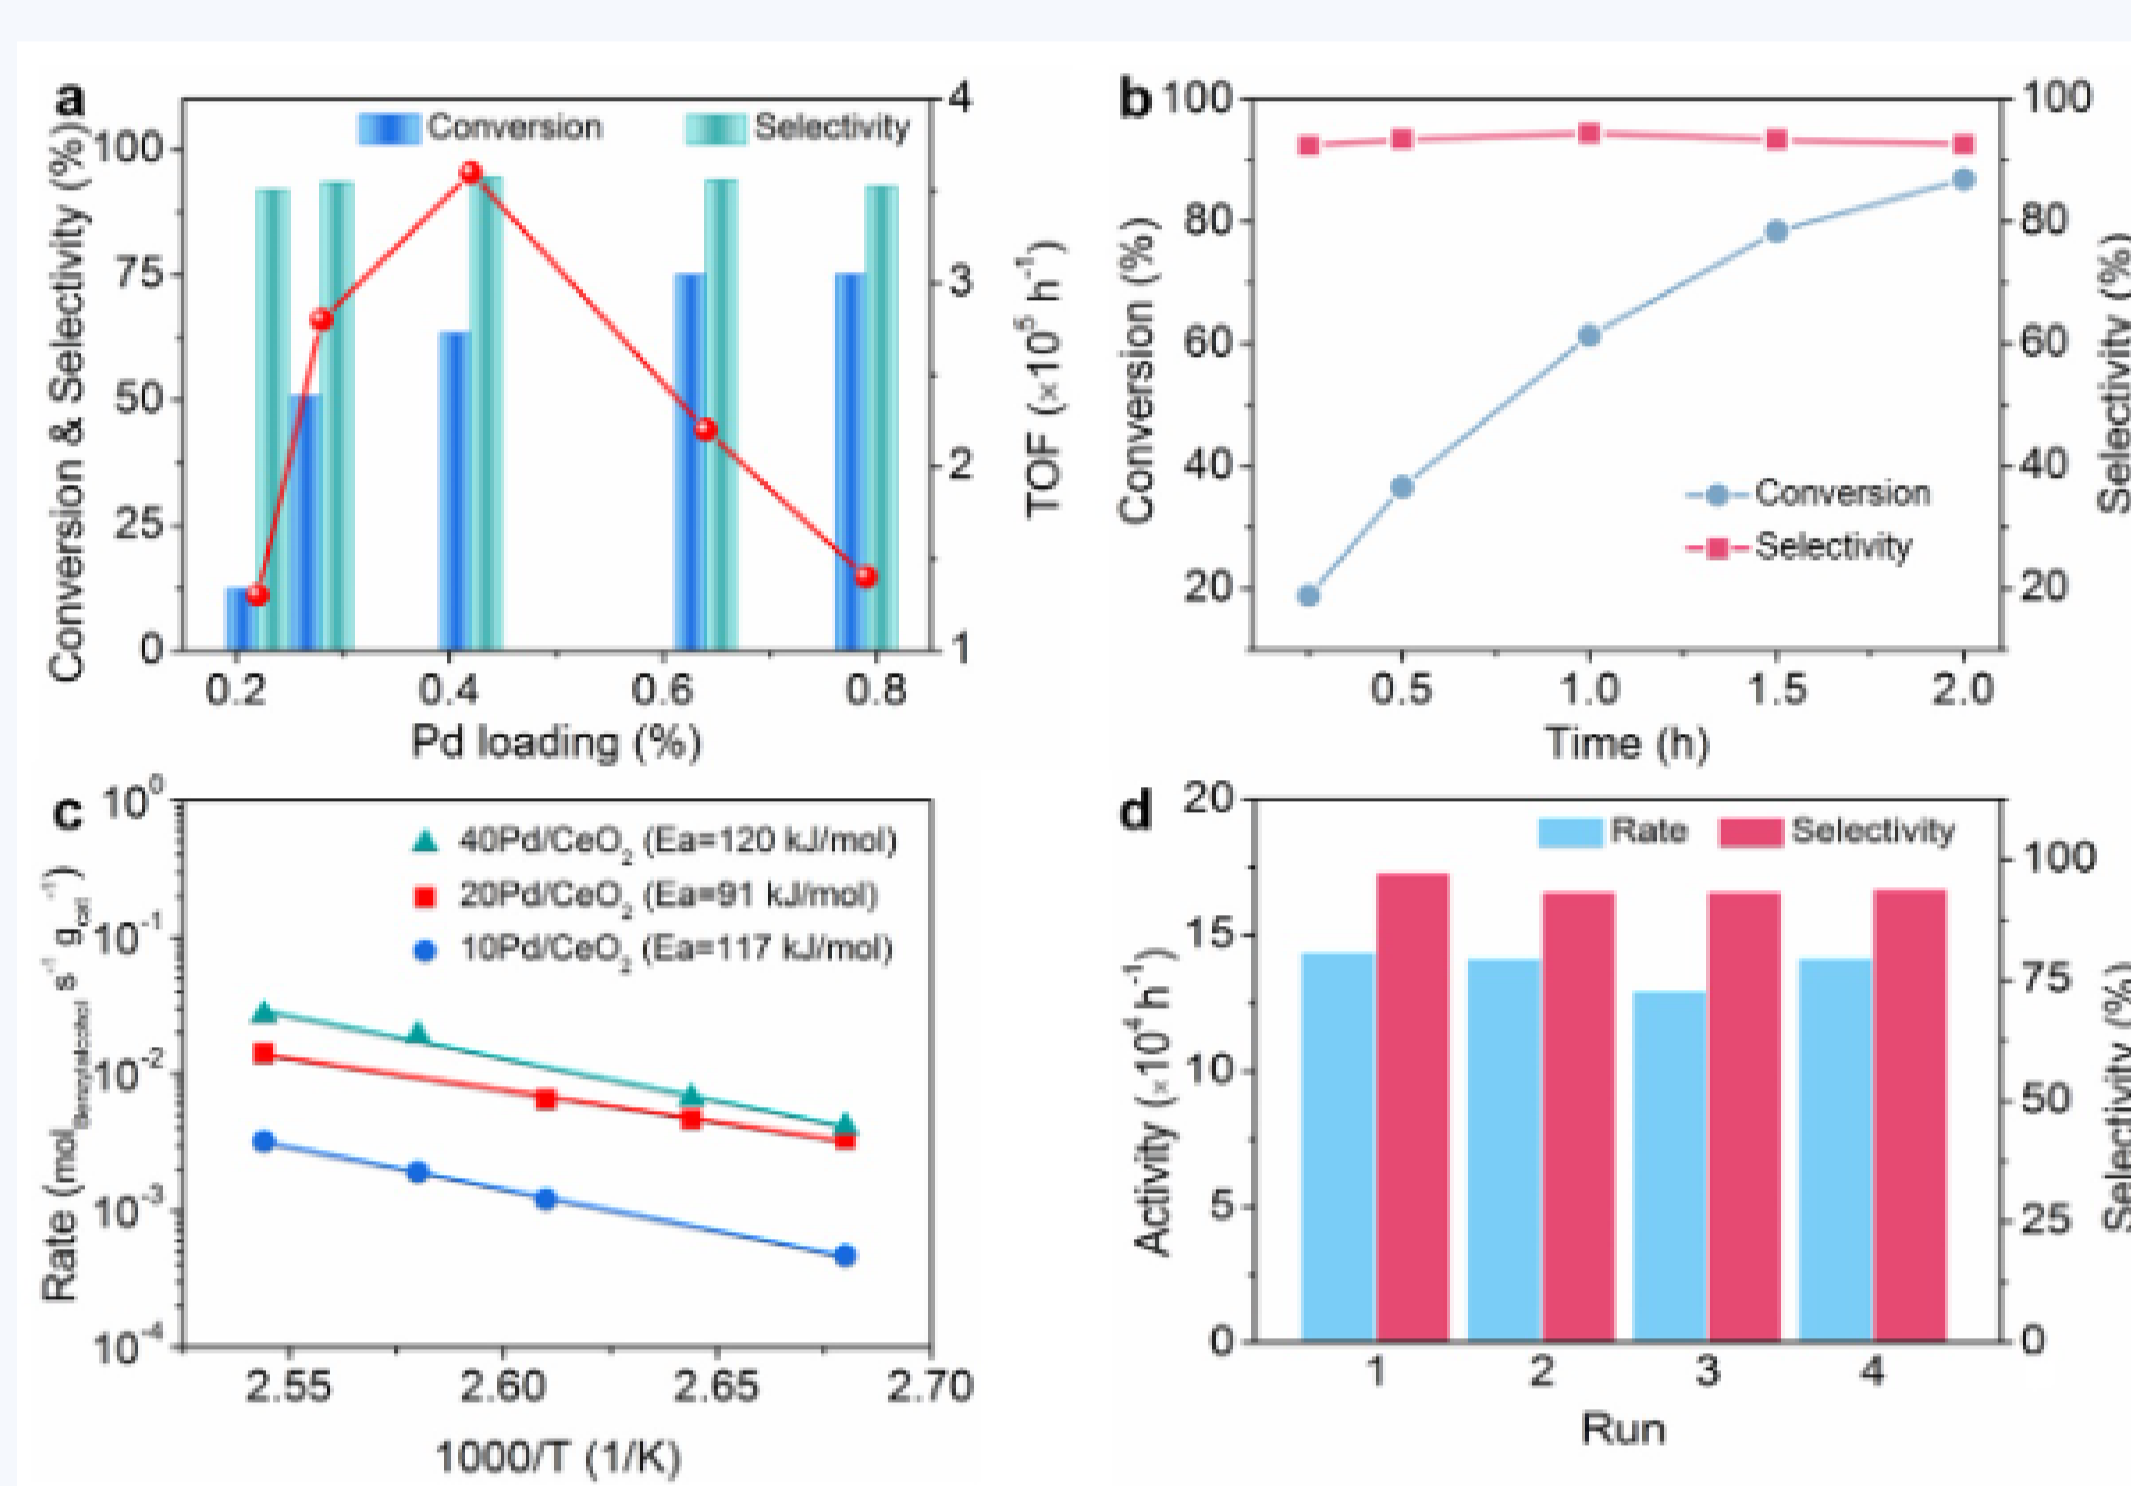 a
Conversion Selectivity
Conversion & Selectivity (%)
100
75
50
25
0
4
3
2
1
TOF (×10⁵ h⁻¹)
0.2 0.4 0.6 0.8
Pd loading (%)
b
100
80
60
40
20
Conversion (%)
100
80
60
40
20
Selectivity (%)
Conversion
Selectivity
0.5 1.0 1.5 2.0
Time (h)
c
10⁰
10⁻¹
10⁻²
10⁻³
10⁻⁴
Rate (mol_Benzylalcohol s⁻¹ g_cat⁻¹)
40Pd/CeO₂ (Ea=120 kJ/mol)
20Pd/CeO₂ (Ea=91 kJ/mol)
10Pd/CeO₂ (Ea=117 kJ/mol)
2.55 2.60 2.65 2.70
1000/T (1/K)
d
20
15
10
5
0
Activity (×10⁴ h⁻¹)
Rate Selectivity
100
75
50
25
0
Selectivity (%)
1 2 3 4
Run